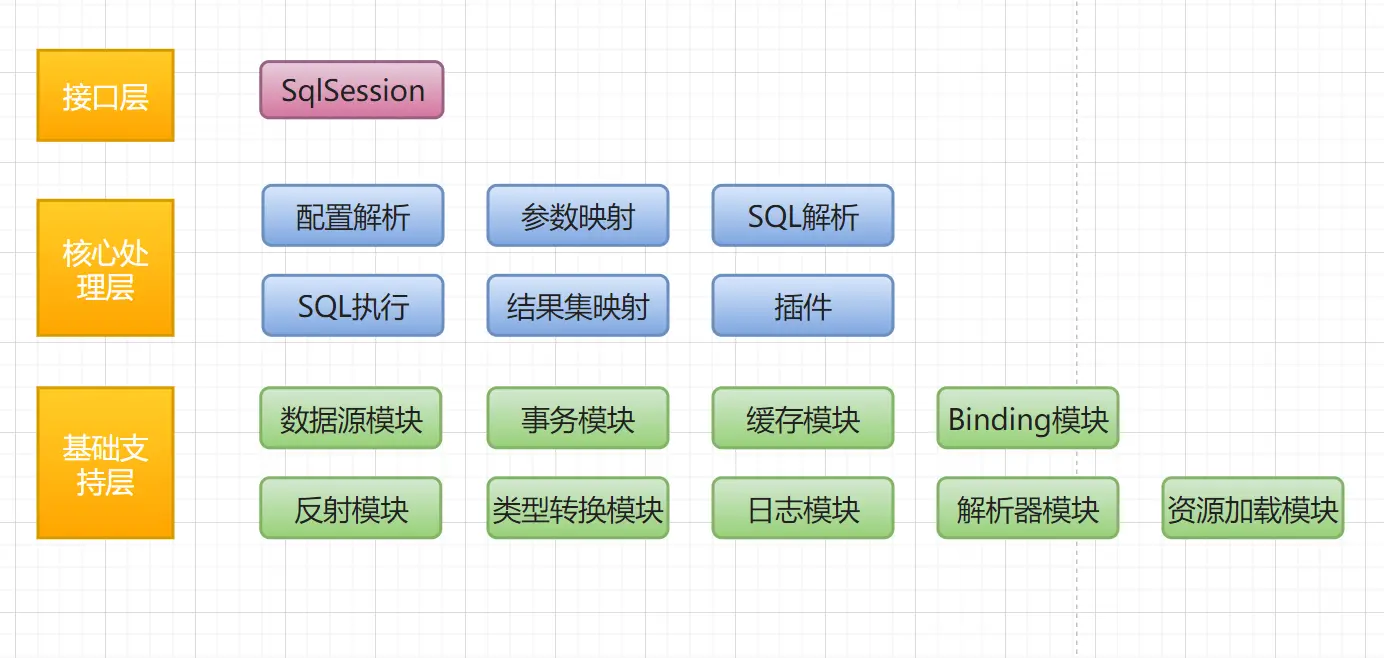 接口层
SqlSession
核心处
理层
配置解析
参数映射
SQL解析
SQL执行
结果集映射
插件
基础支
持层
数据源模块
事务模块
缓存模块
Binding模块
反射模块
类型转换模块
日志模块
解析器模块
资源加载模块